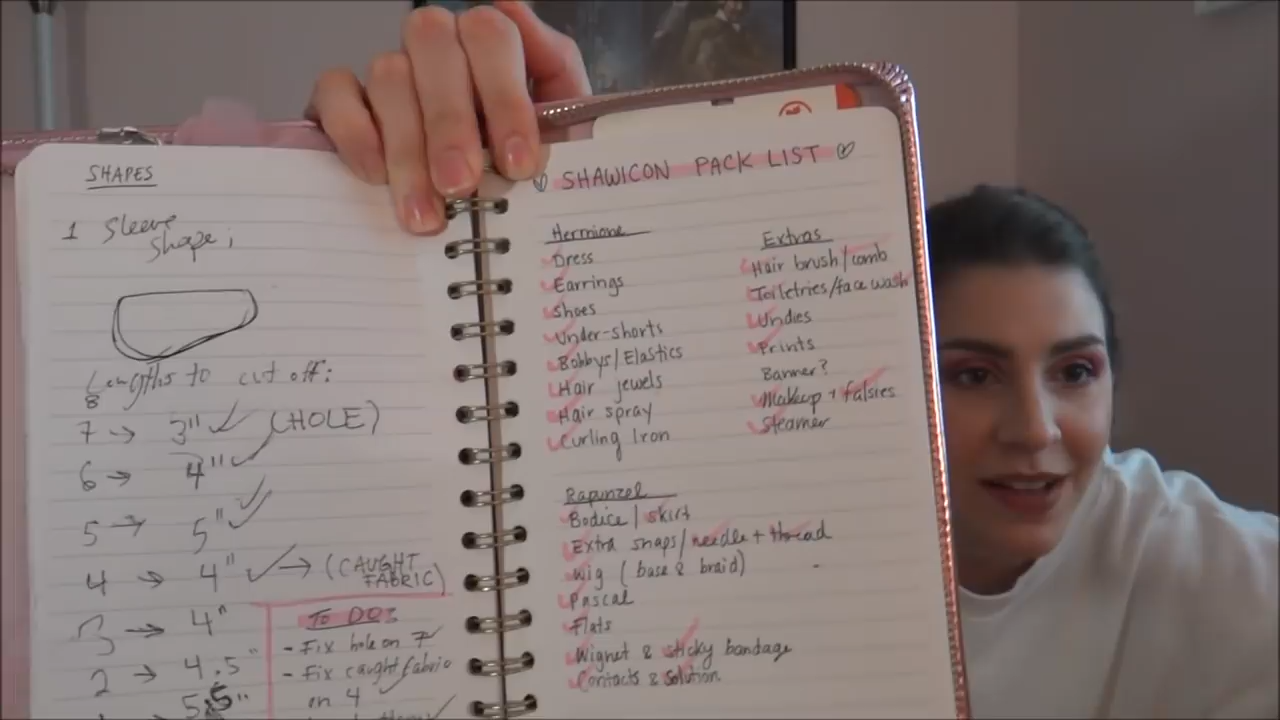 SHAPES
1 Sleeve
shape;
Lengths to cut off:
8
7 → 3" ✓ (HOLE)
6 → 4" ✓
5 → 5" ✓
4 → 4" ✓ → (CAUGHT
FABRIC)
3 → 4"
2 → 4.5"
5.5"
TO DO:
- Fix hole on 7 ✓
- Fix caught fabric
on 4 ✓
♡ SHAWICON PACK LIST ♡
Hermione
Dress
Earrings
Shoes
Under-shorts
Bobbys/Elastics
Hair jewels
Hair spray
Curling Iron
Extras
Hair brush/comb
Toiletries/face wash
Undies
Prints
Banner?
Makeup + falsies
Steamer
Rapunzel
Bodice/skirt
Extra snaps/needle + thread
Wig (base & braid)
Pascal
Flats
Wignet & sticky bandage
Contacts & Solution